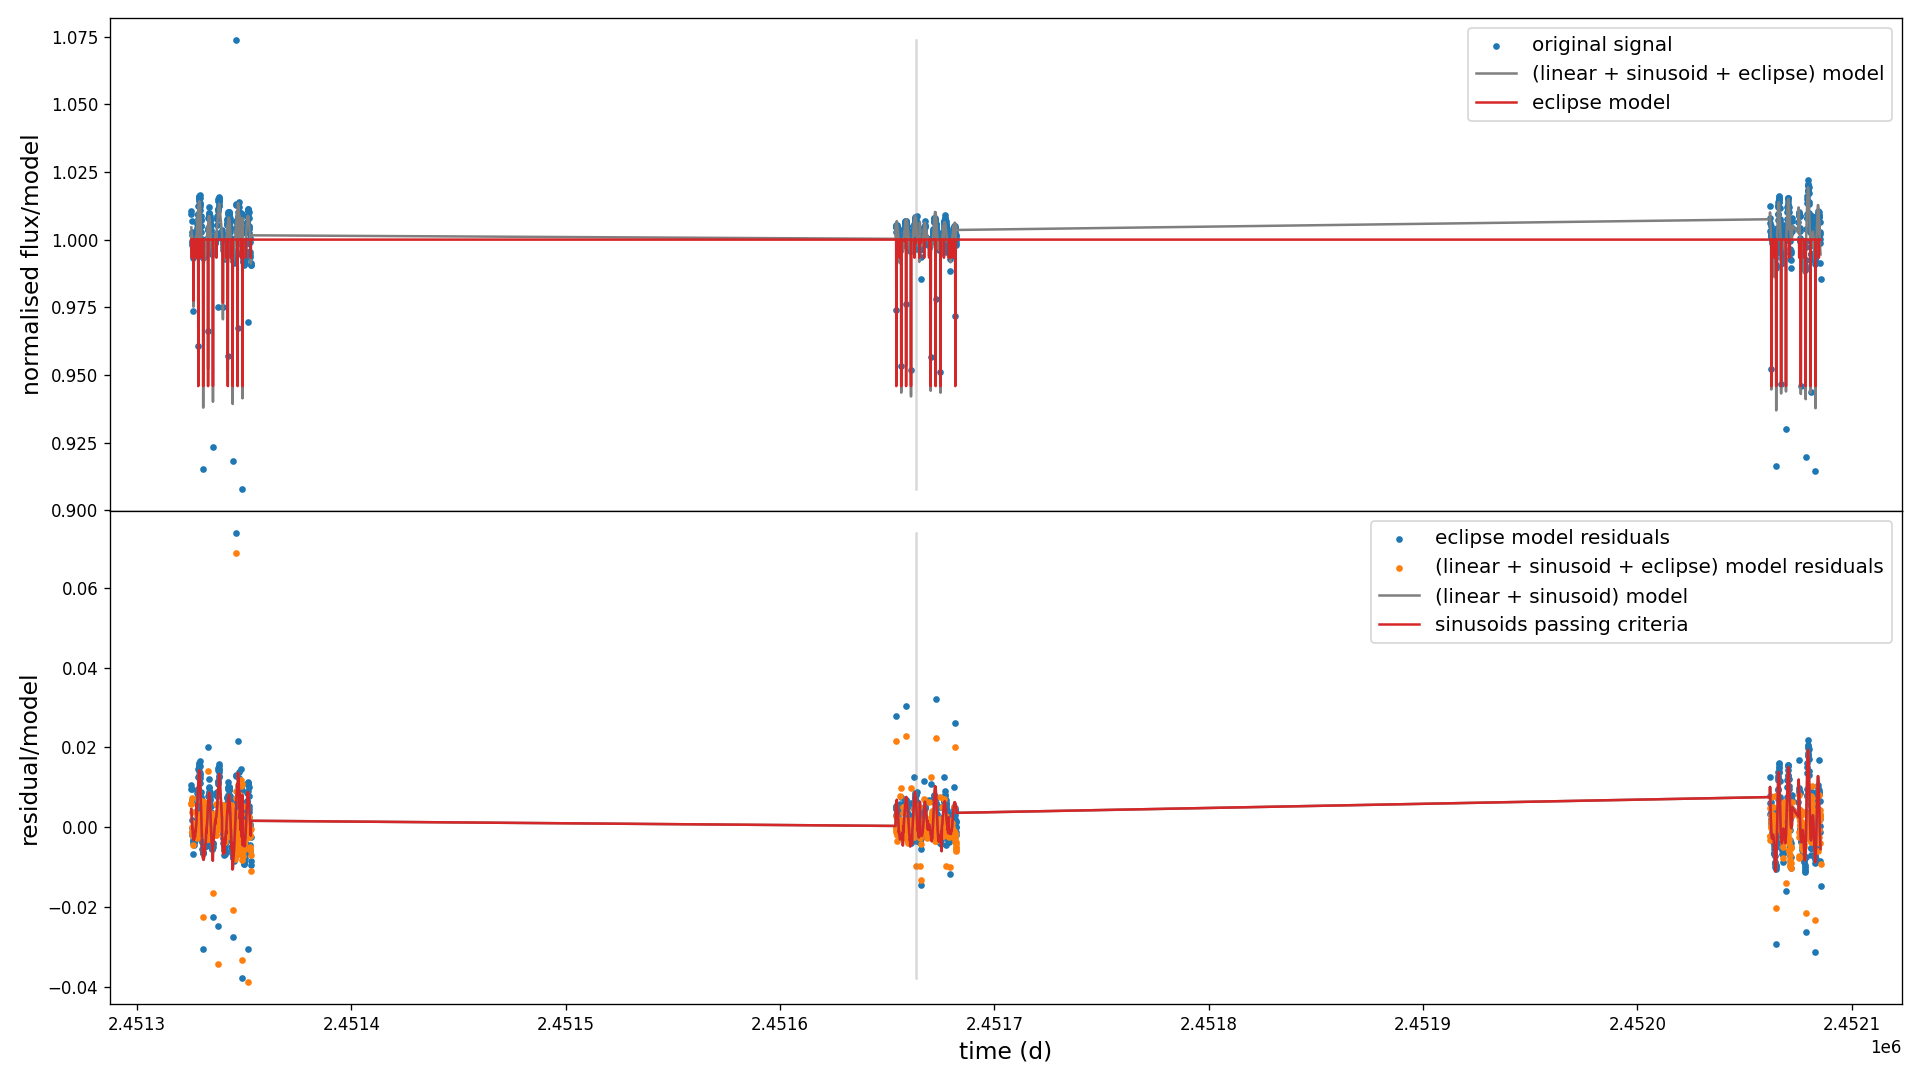 1.075
1.050
1.025
1.000
0.975
0.950
0.925
0.900
normalised flux/model
original signal
(linear + sinusoid + eclipse) model
eclipse model
0.06
0.04
0.02
0.00
−0.02
−0.04
residual/model
eclipse model residuals
(linear + sinusoid + eclipse) model residuals
(linear + sinusoid) model
sinusoids passing criteria
2.4513 2.4514 2.4515 2.4516 2.4517 2.4518 2.4519 2.4520 2.4521
1e6
time (d)